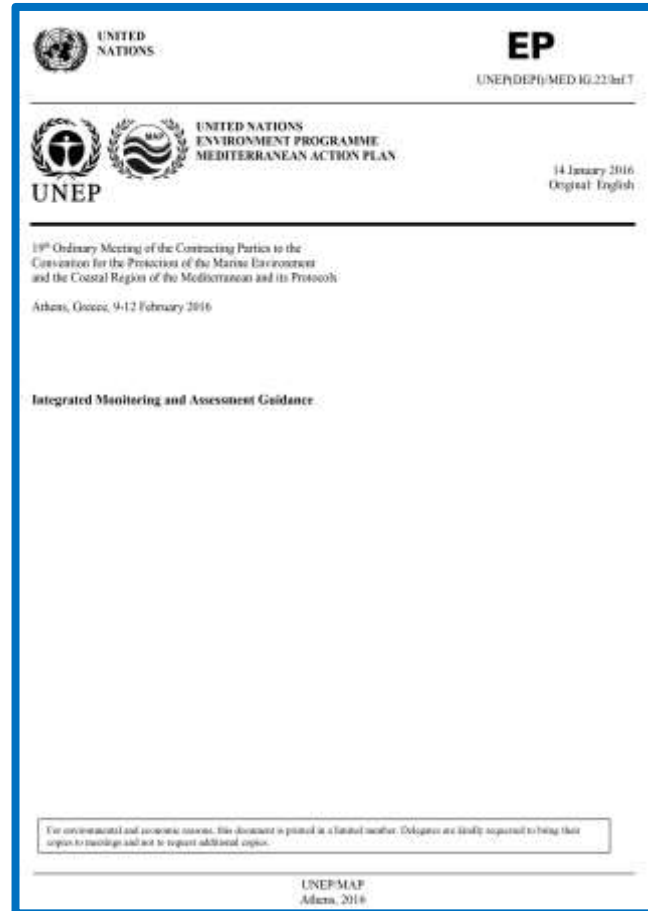 UNITED
NATIONS
EP
UNEP(DEPI)/MED IG.22/Inf.7
MAP
UNEP
UNITED NATIONS
ENVIRONMENT PROGRAMME
MEDITERRANEAN ACTION PLAN
14 January 2016
Original: English
19th Ordinary Meeting of the Contracting Parties to the
Convention for the Protection of the Marine Environment
and the Coastal Region of the Mediterranean and its Protocols
Athens, Greece, 9-12 February 2016
Integrated Monitoring and Assessment Guidance
For environmental and economic reasons, this document is printed in a limited number. Delegates are kindly requested to bring their
copies to meetings and not to request additional copies.
UNEP/MAP
Athens, 2016